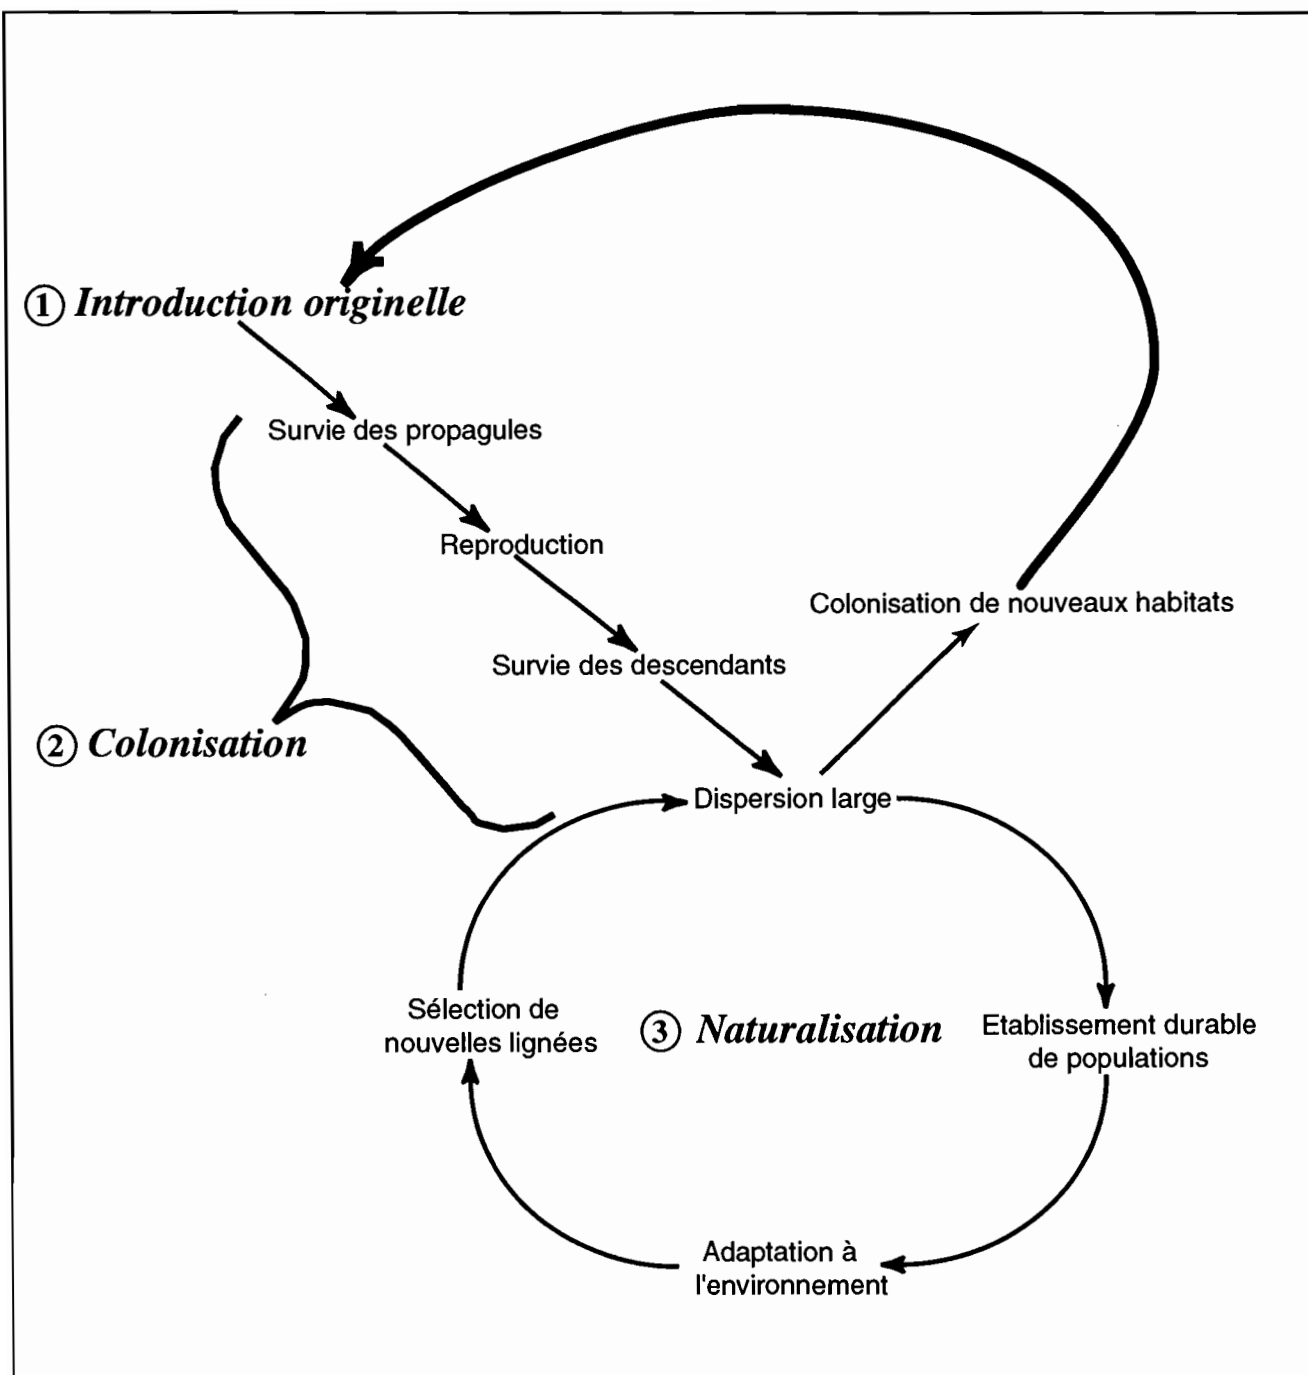 ① Introduction originelle
Survie des propagules
Reproduction
Colonisation de nouveaux habitats
Survie des descendants
② Colonisation
Dispersion large
Sélection de
nouvelles lignées
③ Naturalisation
Etablissement durable
de populations
Adaptation à
l'environnement